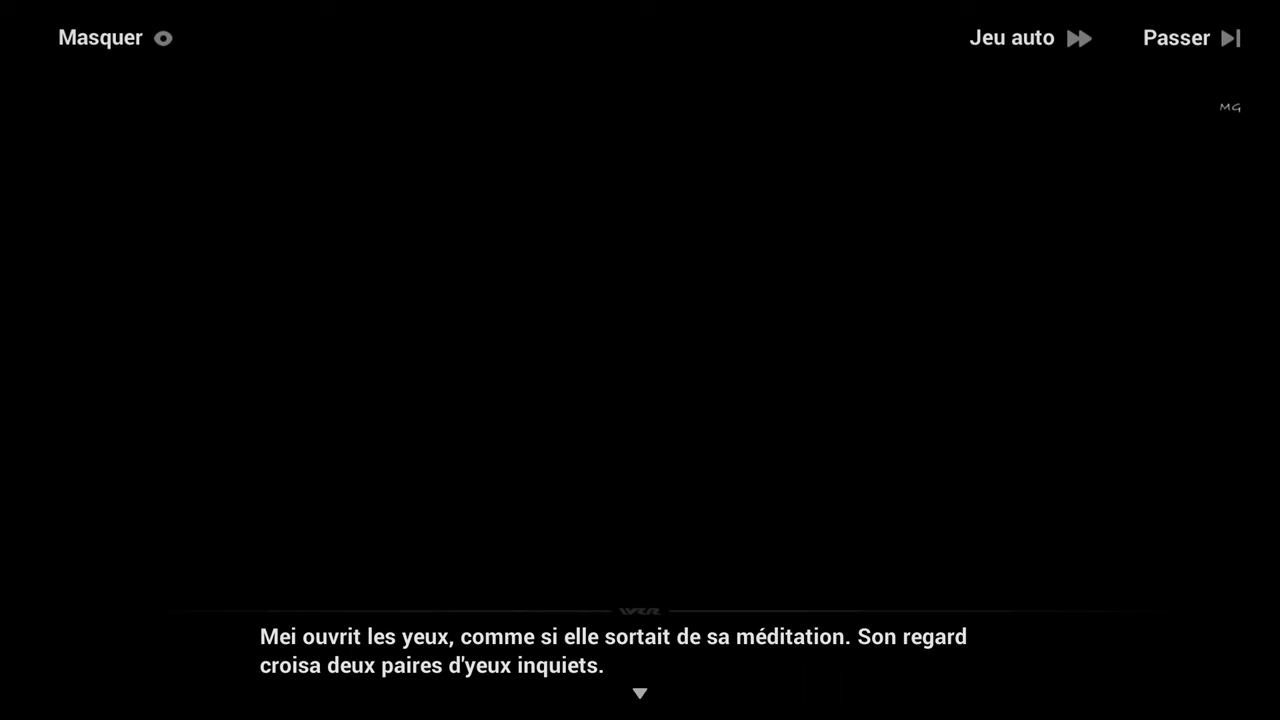 Masquer
Jeu auto
Passer
MG
Mei ouvrit les yeux, comme si elle sortait de sa méditation. Son regard
croisa deux paires d'yeux inquiets.